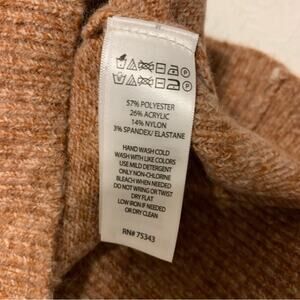 57% POLYESTER
26% ACRYLIC
14% NYLON
3% SPANDEX/ ELASTANE
HAND WASH COLD
WASH WITH LIKE COLORS
USE MILD DETERGENT
ONLY NON-CHLORINE
BLEACH WHEN NEEDED
DO NOT WRING OR TWIST
DRY FLAT
LOW IRON IF NEEDED
OR DRY CLEAN
RN# 75343